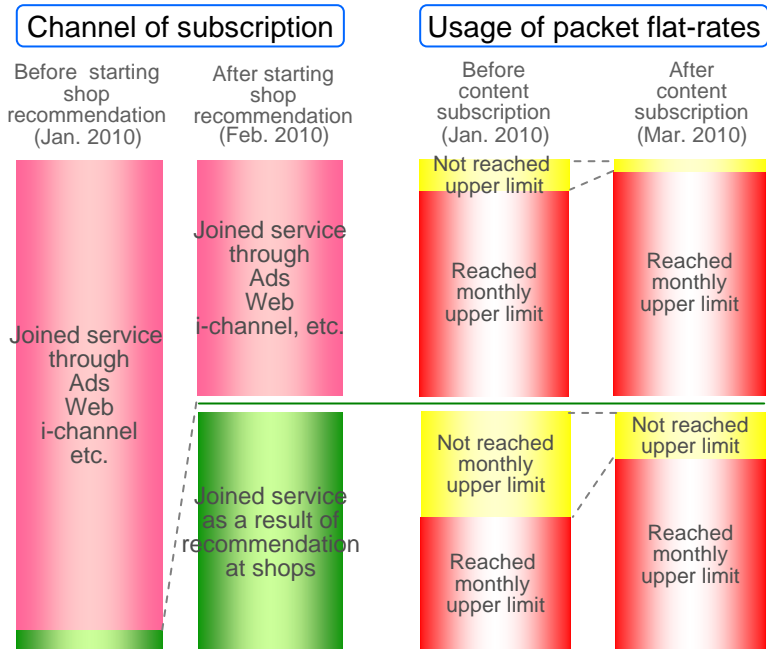 Channel of subscription
Usage of packet flat-rates
Before starting
shop
recommendation
(Jan. 2010)
After starting
shop
recommendation
(Feb. 2010)
Before
content
subscription
(Jan. 2010)
After
content
subscription
(Mar. 2010)
Joined service
through
Ads
Web
i-channel
etc.
Joined service
through
Ads
Web
i-channel, etc.
Joined service
as a result of
recommendation
at shops
Not reached
upper limit
Reached
monthly
upper limit
Reached
monthly
upper limit
Not reached
monthly
upper limit
Reached
monthly
upper limit
Not reached
upper limit
Reached
monthly
upper limit